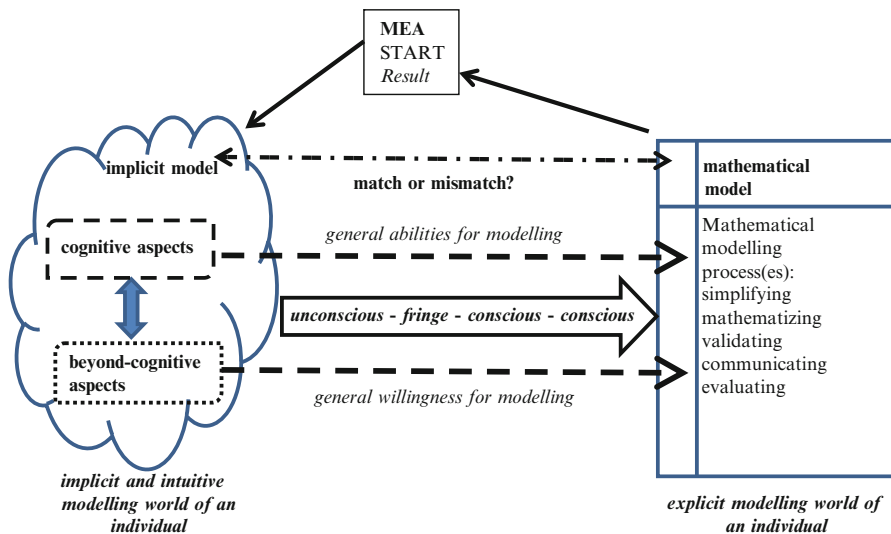 MEA
START
Result
implicit model
match or mismatch?
mathematical
model
cognitive aspects
general abilities for modelling
Mathematical
modelling
process(es):
simplifying
mathematizing
validating
communicating
evaluating
unconscious - fringe - conscious - conscious
beyond-cognitive
aspects
general willingness for modelling
implicit and intuitive
modelling world of an
individual
explicit modelling world
of an individual